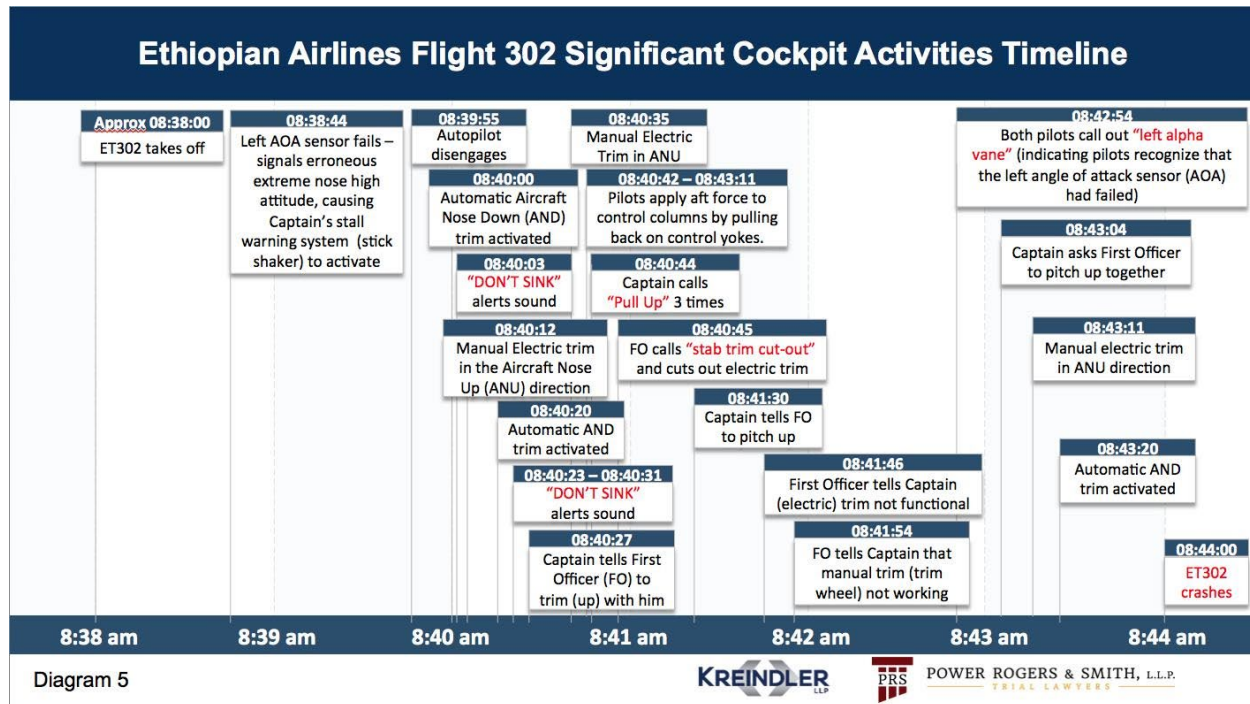 Ethiopian Airlines Flight 302 Significant Cockpit Activities Timeline
Approx 08:38:00
ET302 takes off
08:38:44
Left AOA sensor fails –
signals erroneous
extreme nose high
attitude, causing
Captain's stall
warning system (stick
shaker) to activate
08:39:55
Autopilot
disengages
08:40:00
Automatic Aircraft
Nose Down (AND)
trim activated
08:40:03
"DON'T SINK"
alerts sound
08:40:12
Manual Electric trim
in the Aircraft Nose
Up (ANU) direction
08:40:20
Automatic AND
trim activated
08:40:23 – 08:40:31
"DON'T SINK"
alerts sound
08:40:27
Captain tells First
Officer (FO) to
trim (up) with him
08:40:35
Manual Electric
Trim in ANU
08:40:42 – 08:43:11
Pilots apply aft force to
control columns by pulling
back on control yokes.
08:40:44
Captain calls
"Pull Up" 3 times
08:40:45
FO calls "stab trim cut-out"
and cuts out electric trim
08:41:30
Captain tells FO
to pitch up
08:41:46
First Officer tells Captain
(electric) trim not functional
08:41:54
FO tells Captain that
manual trim (trim
wheel) not working
08:42:54
Both pilots call out "left alpha
vane" (indicating pilots recognize that
the left angle of attack sensor (AOA)
had failed)
08:43:04
Captain asks First Officer
to pitch up together
08:43:11
Manual electric trim
in ANU direction
08:43:20
Automatic AND
trim activated
08:44:00
ET302
crashes
8:38 am 8:39 am 8:40 am 8:41 am 8:42 am 8:43 am 8:44 am
Diagram 5
KREINDLER
LLP
PRS
POWER ROGERS & SMITH, L.L.P.
TRIAL LAWYERS